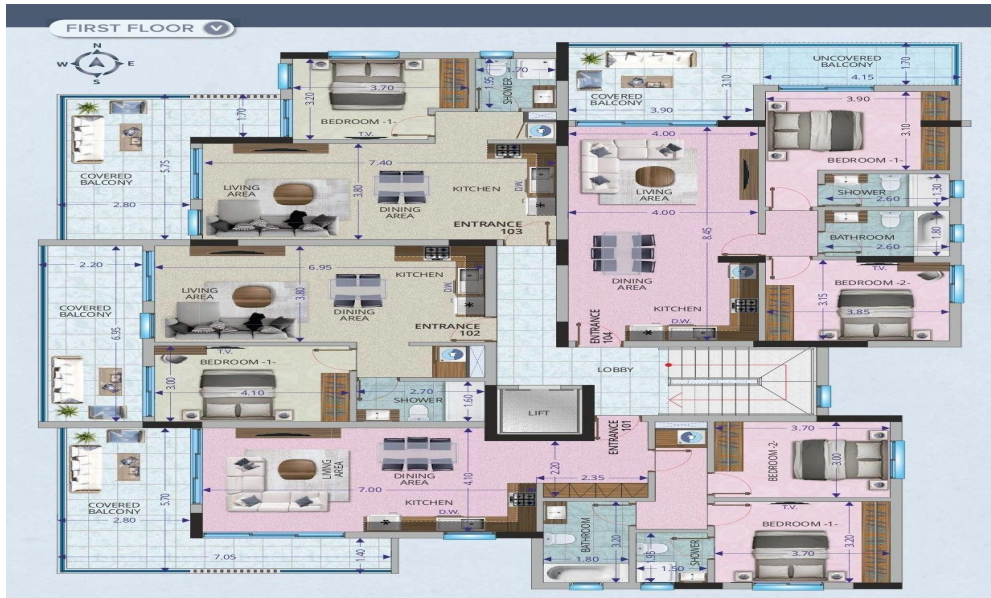 FIRST FLOOR
N
W E
S
COVERED
BALCONY
2.80
5.75
1.70
3.20
3.70
BEDROOM -1-
T.V.
1.70
1.95
SHOWER
7.40
LIVING
AREA
3.80
DINING
AREA
KITCHEN
D.W.
ENTRANCE
103
COVERED
BALCONY
3.90
3.10
UNCOVERED
BALCONY
4.15
1.70
4.00
LIVING
AREA
4.00
8.45
DINING
AREA
KITCHEN
D.W.
ENTRANCE
104
3.90
3.10
BEDROOM -1-
SHOWER
2.60
1.30
BATHROOM
2.60
1.80
T.V.
BEDROOM -2-
3.15
3.85
2.20
COVERED
BALCONY
6.95
6.95
LIVING
AREA
3.80
DINING
AREA
KITCHEN
D.W.
ENTRANCE
102
T.V.
BEDROOM -1-
3.00
4.10
2.70
SHOWER
1.60
LOBBY
LIFT
COVERED
BALCONY
2.80
5.70
7.05
1.40
LIVING
AREA
7.00
DINING
AREA
4.10
KITCHEN
D.W.
ENTRANCE
101
2.20
2.35
BATHROOM
3.20
1.80
1.95
SHOWER
1.50
3.70
BEDROOM -2-
3.00
T.V.
BEDROOM -1-
3.70
3.20